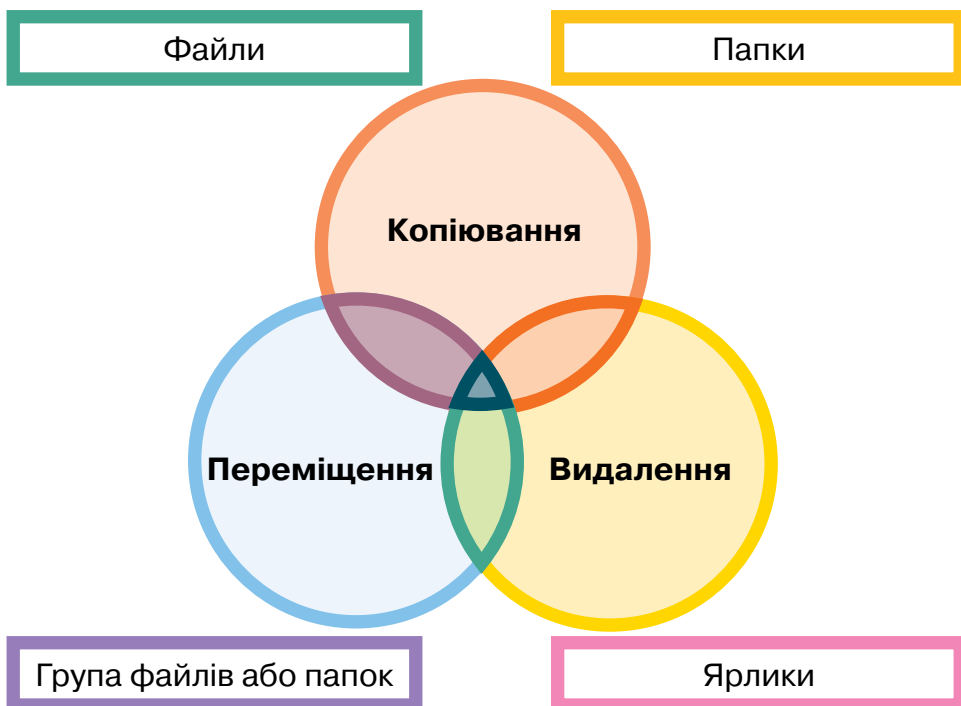 Файли
Папки
Копіювання
Переміщення
Видалення
Група файлів або папок
Ярлики